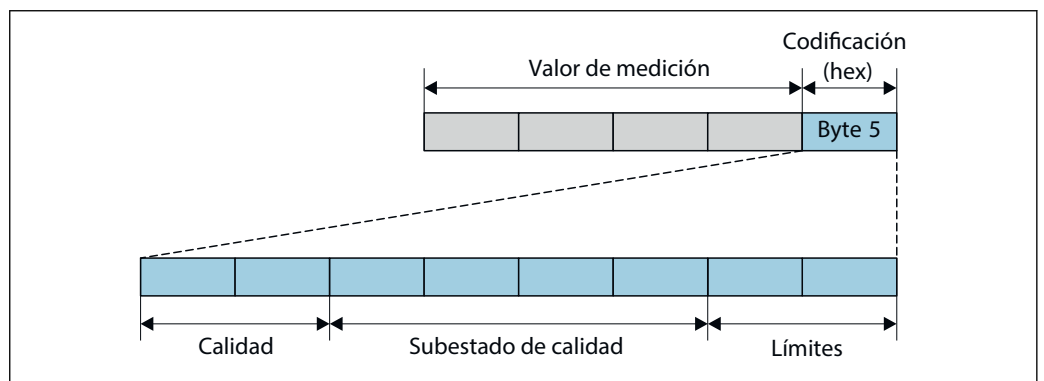 Codificación
(hex)
Valor de medición
Byte 5
Calidad
Subestado de calidad
Límites